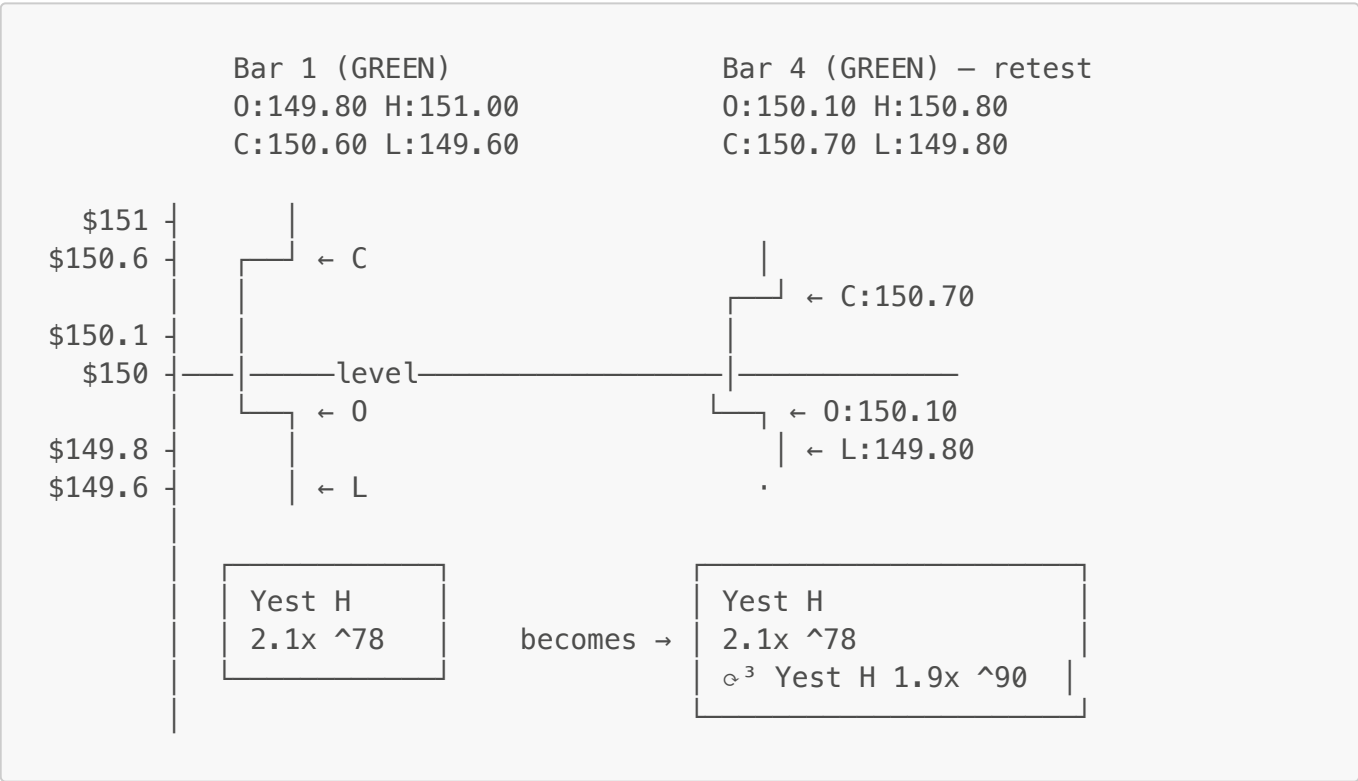 Bar 1 (GREEN) Bar 4 (GREEN) — retest
O:149.80 H:151.00 O:150.10 H:150.80
C:150.60 L:149.60 C:150.70 L:149.80
$151
$150.6 ← C
← C:150.70
$150.1
$150 level
← O ← O:150.10
$149.8 ← L:149.80
$149.6 ← L
Yest H Yest H
2.1x ^78 becomes → 2.1x ^78
⟳³ Yest H 1.9x ^90